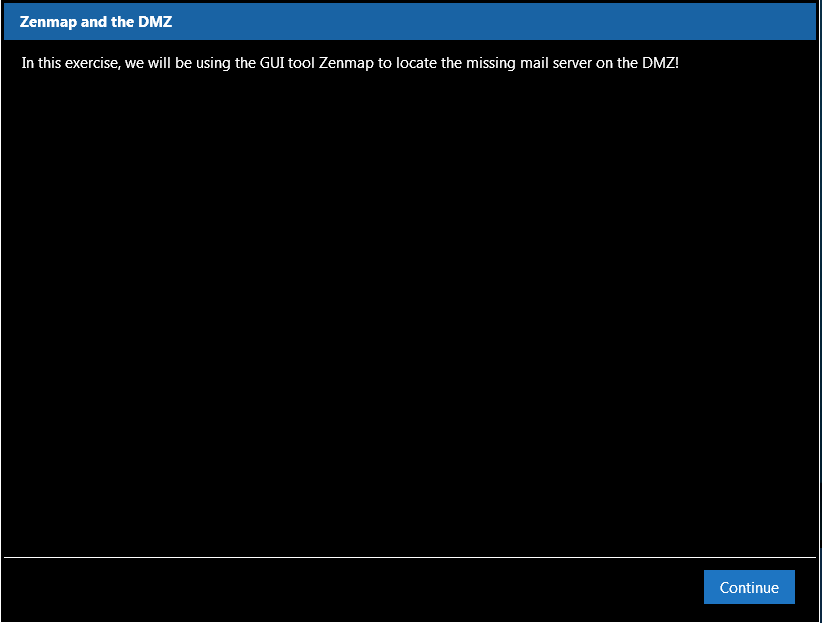 Zenmap and the DMZ
In this exercise, we will be using the GUI tool Zenmap to locate the missing mail server on the DMZ!
Continue